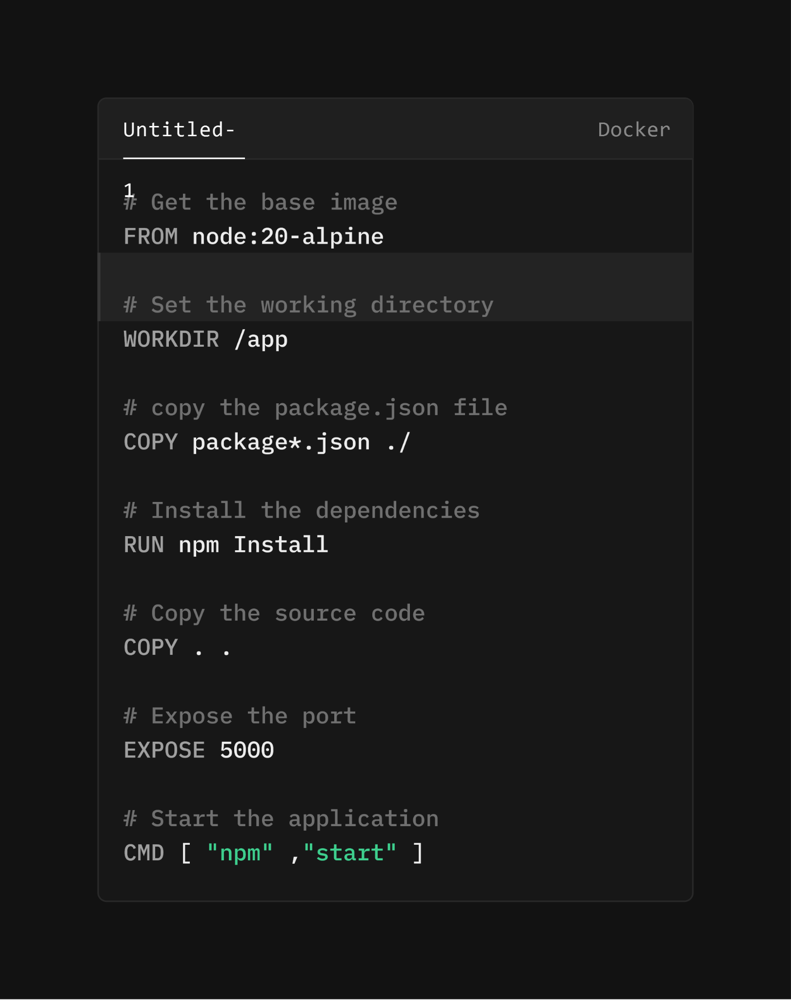 Untitled-
Docker
1
# Get the base image
FROM node:20-alpine
# Set the working directory
WORKDIR /app
# copy the package.json file
COPY package*.json ./
# Install the dependencies
RUN npm Install
# Copy the source code
COPY . .
# Expose the port
EXPOSE 5000
# Start the application
CMD [ "npm" ,"start" ]